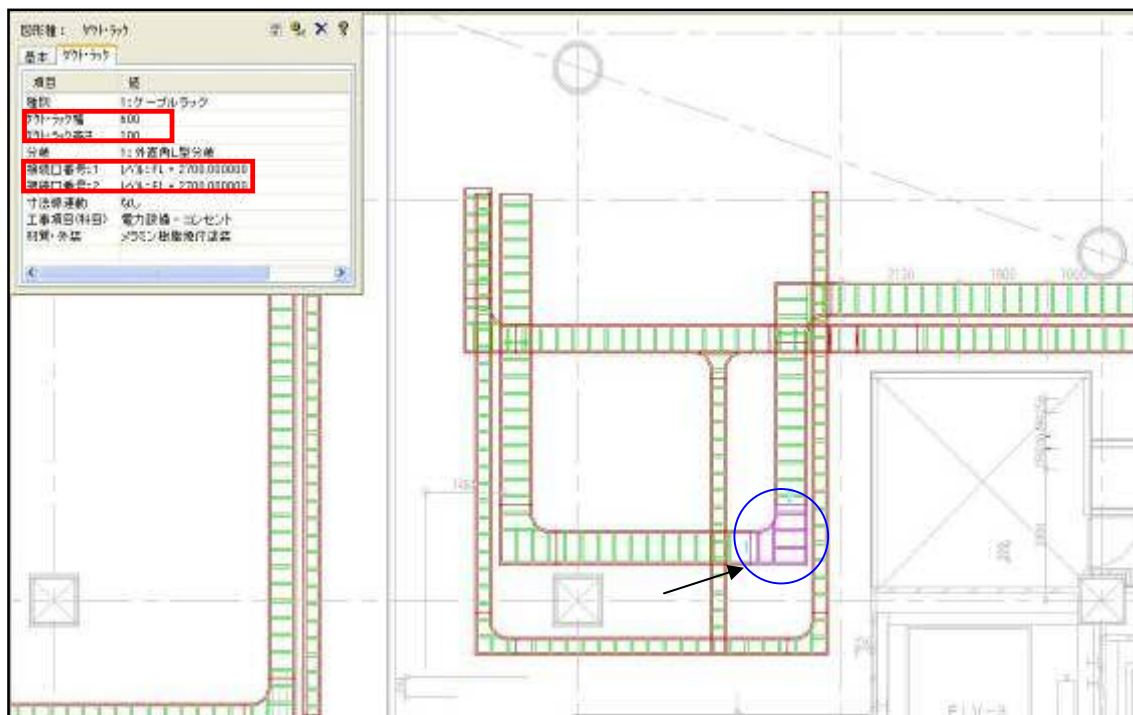 図形種： ダクト・ラック
基本 ダクト・ラック
項目 値
種別 1:ケーブルラック
ダクト・ラック幅 600
ダクト・ラック高さ 100
分岐 1:外直角L型分岐
接続口番号:1 レベル=FL + 2700.000000
接続口番号:2 レベル=FL + 2700.000000
寸法線連動 なし
工事項目(科目) 電力設備-コンセント
材質・外装 メラミン樹脂焼付塗装
2130 1800
ELV-3